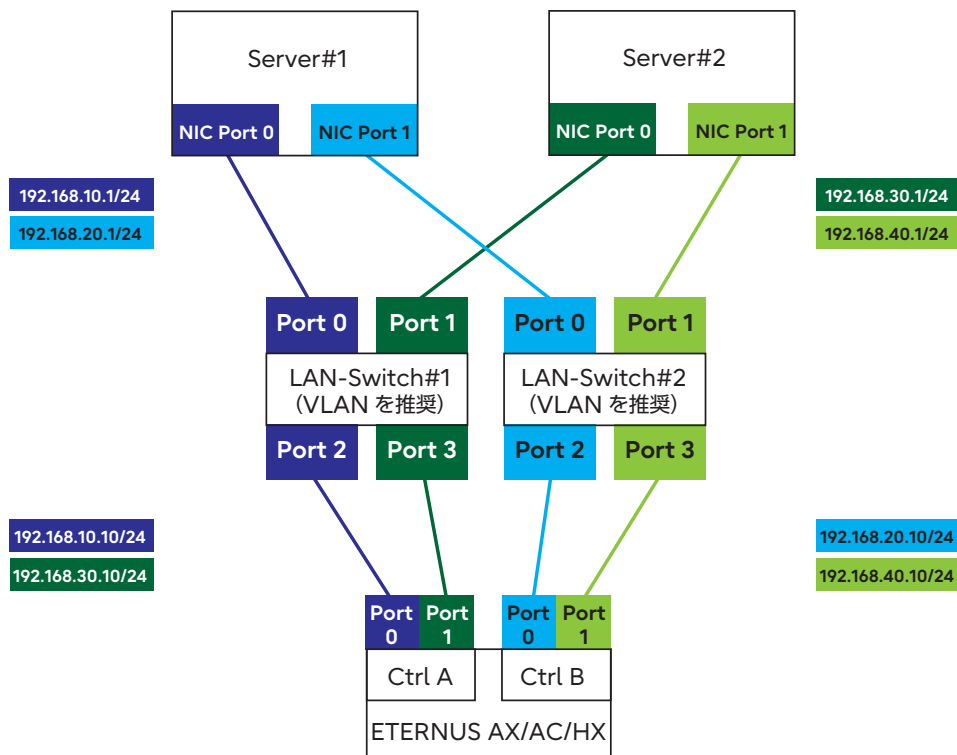 Server#1
Server#2
NIC Port 0
NIC Port 1
NIC Port 0
NIC Port 1
192.168.10.1/24
192.168.20.1/24
192.168.30.1/24
192.168.40.1/24
Port 0
Port 1
Port 0
Port 1
LAN-Switch#1
（VLAN を推奨）
LAN-Switch#2
（VLAN を推奨）
Port 2
Port 3
Port 2
Port 3
192.168.10.10/24
192.168.30.10/24
192.168.20.10/24
192.168.40.10/24
Port
0
Port
1
Port
0
Port
1
Ctrl A
Ctrl B
ETERNUS AX/AC/HX